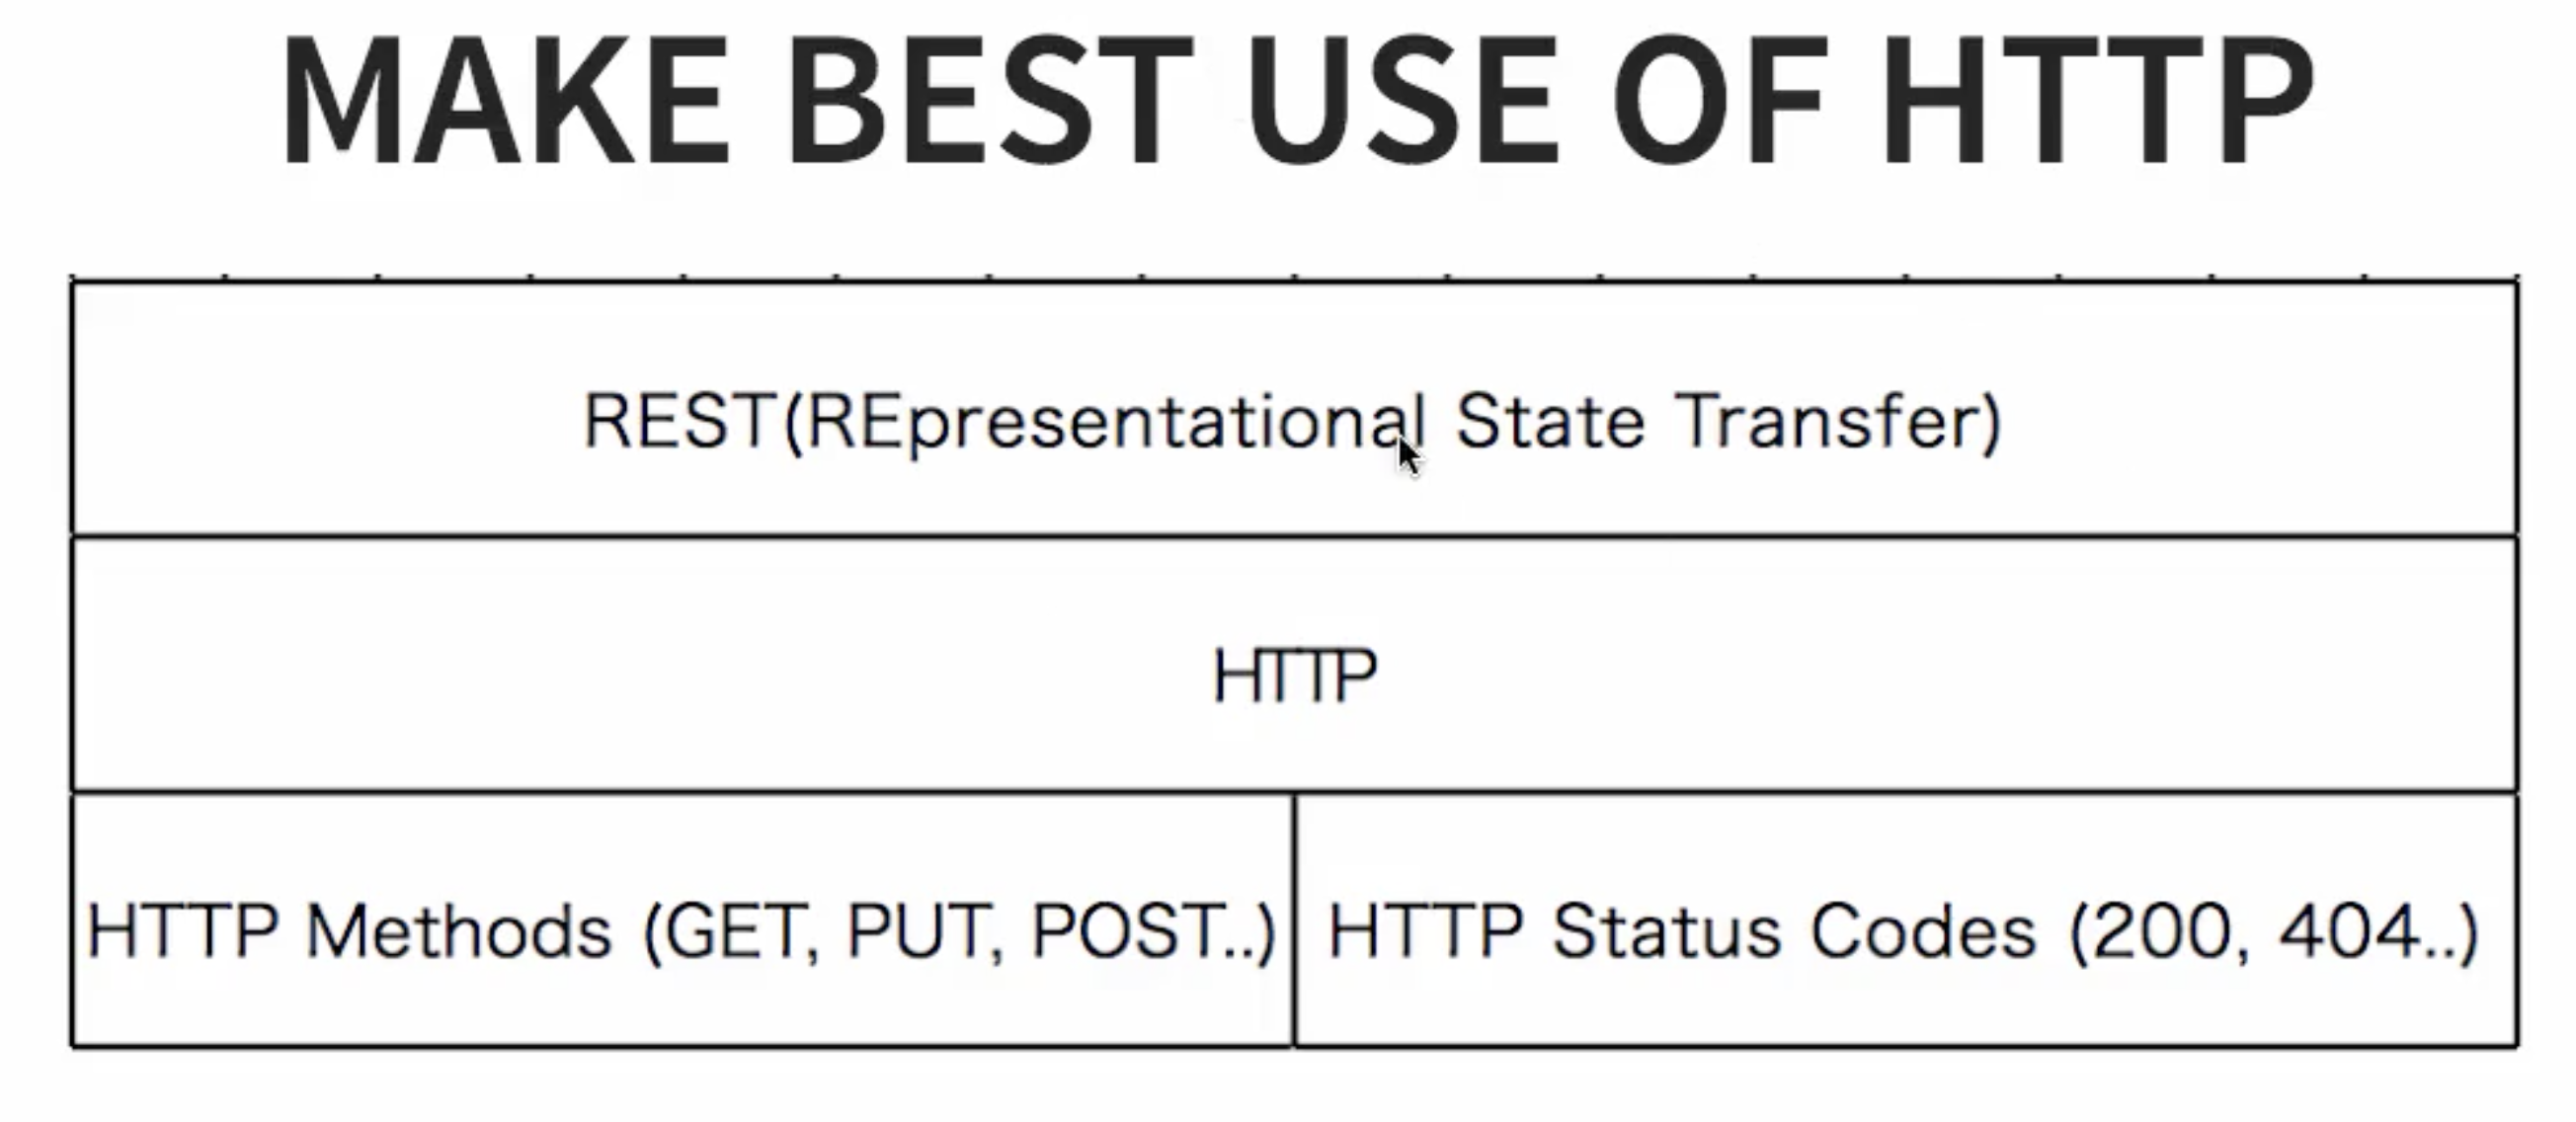 MAKE BEST USE OF HTTP
REST(REpresentational State Transfer)
HTTP
HTTP Methods (GET, PUT, POST..)
HTTP Status Codes (200, 404..)